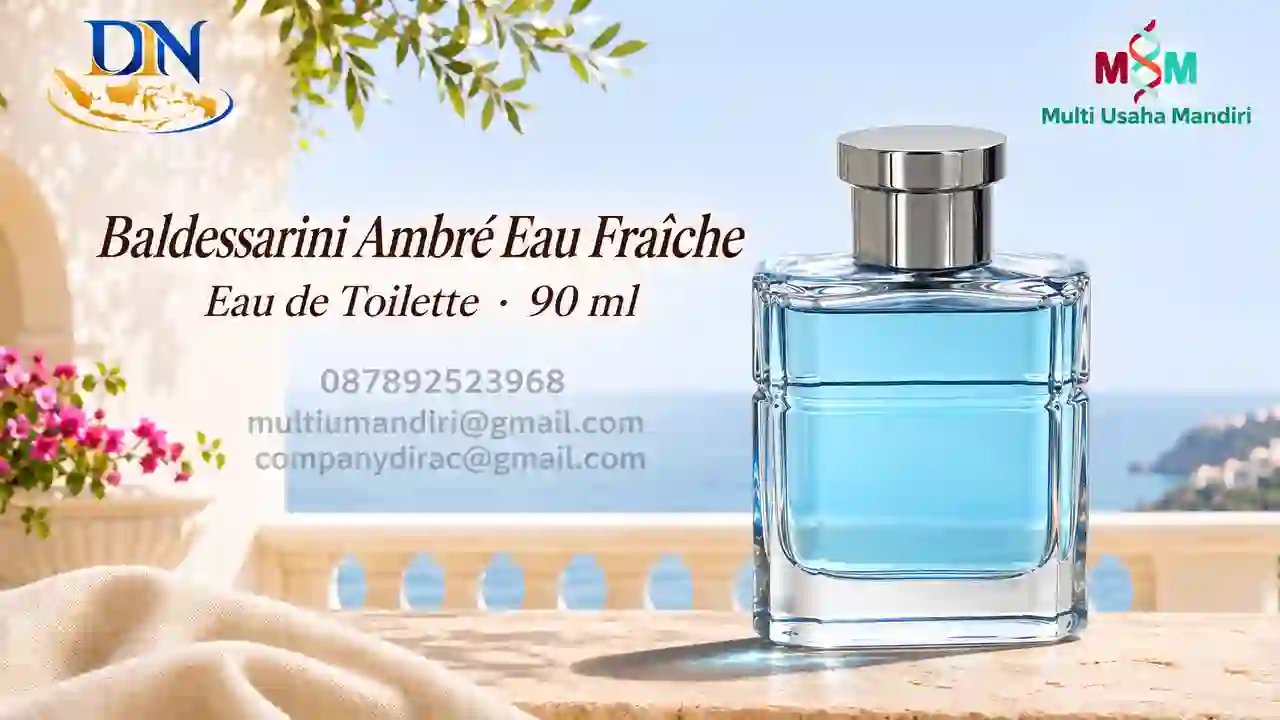 DN
MSM
Multi Usaha Mandiri
Baldessarini Ambré Eau Fraîche
Eau de Toilette · 90 ml
087892523968
multiumandiri@gmail.com
companydirac@gmail.com